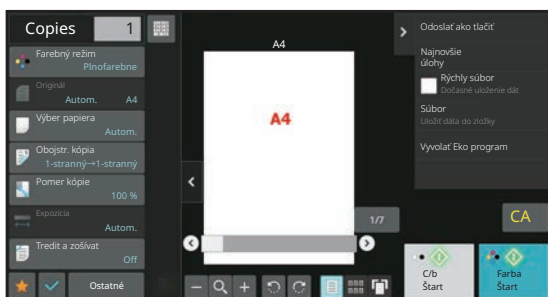 Copies 1
Farebný režim
Plnofarebne
Originál
Autom. A4
Výber papiera
Autom.
Obojstr. kópia
1-stranný→1-stranný
Pomer kópie
100 %
Expozícia
Autom.
Tredit a zošívat
Off
Ostatné
A4
A4
1/7
Odoslať ako tlačiť
Najnovšie
úlohy
Rýchly súbor
Dočasné uloženie dát
Súbor
Uložiť dáta do zložky
Vyvolať Eko program
CA
C/b
Štart
Farba
Štart